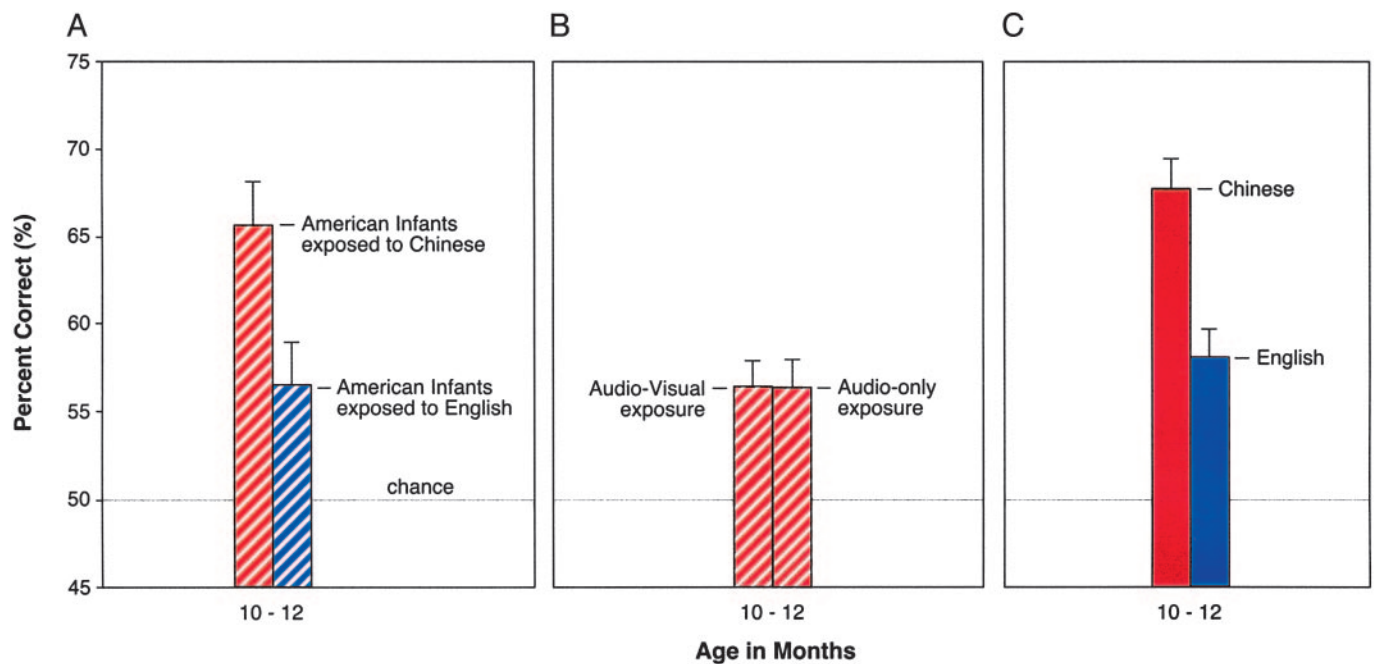 A
B
C
75
70
65
60
55
50
45
Percent Correct (%)
American Infants
exposed to Chinese
American Infants
exposed to English
chance
10 - 12
Audio-Visual
exposure
Audio-only
exposure
10 - 12
Chinese
English
10 - 12
Age in Months